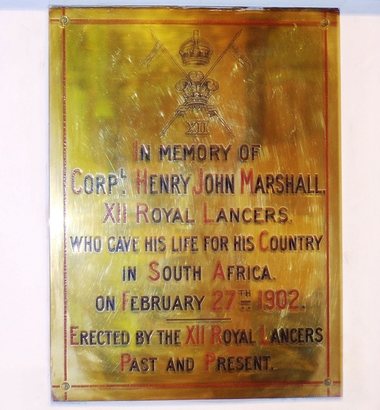 XII
IN MEMORY OF
CORPL HENRY JOHN MARSHALL,
XII ROYAL LANCERS.
WHO GAVE HIS LIFE FOR HIS COUNTRY
IN SOUTH AFRICA.
ON FEBRUARY 27TH 1902.
ERECTED BY THE XII ROYAL LANCERS
PAST AND PRESENT.